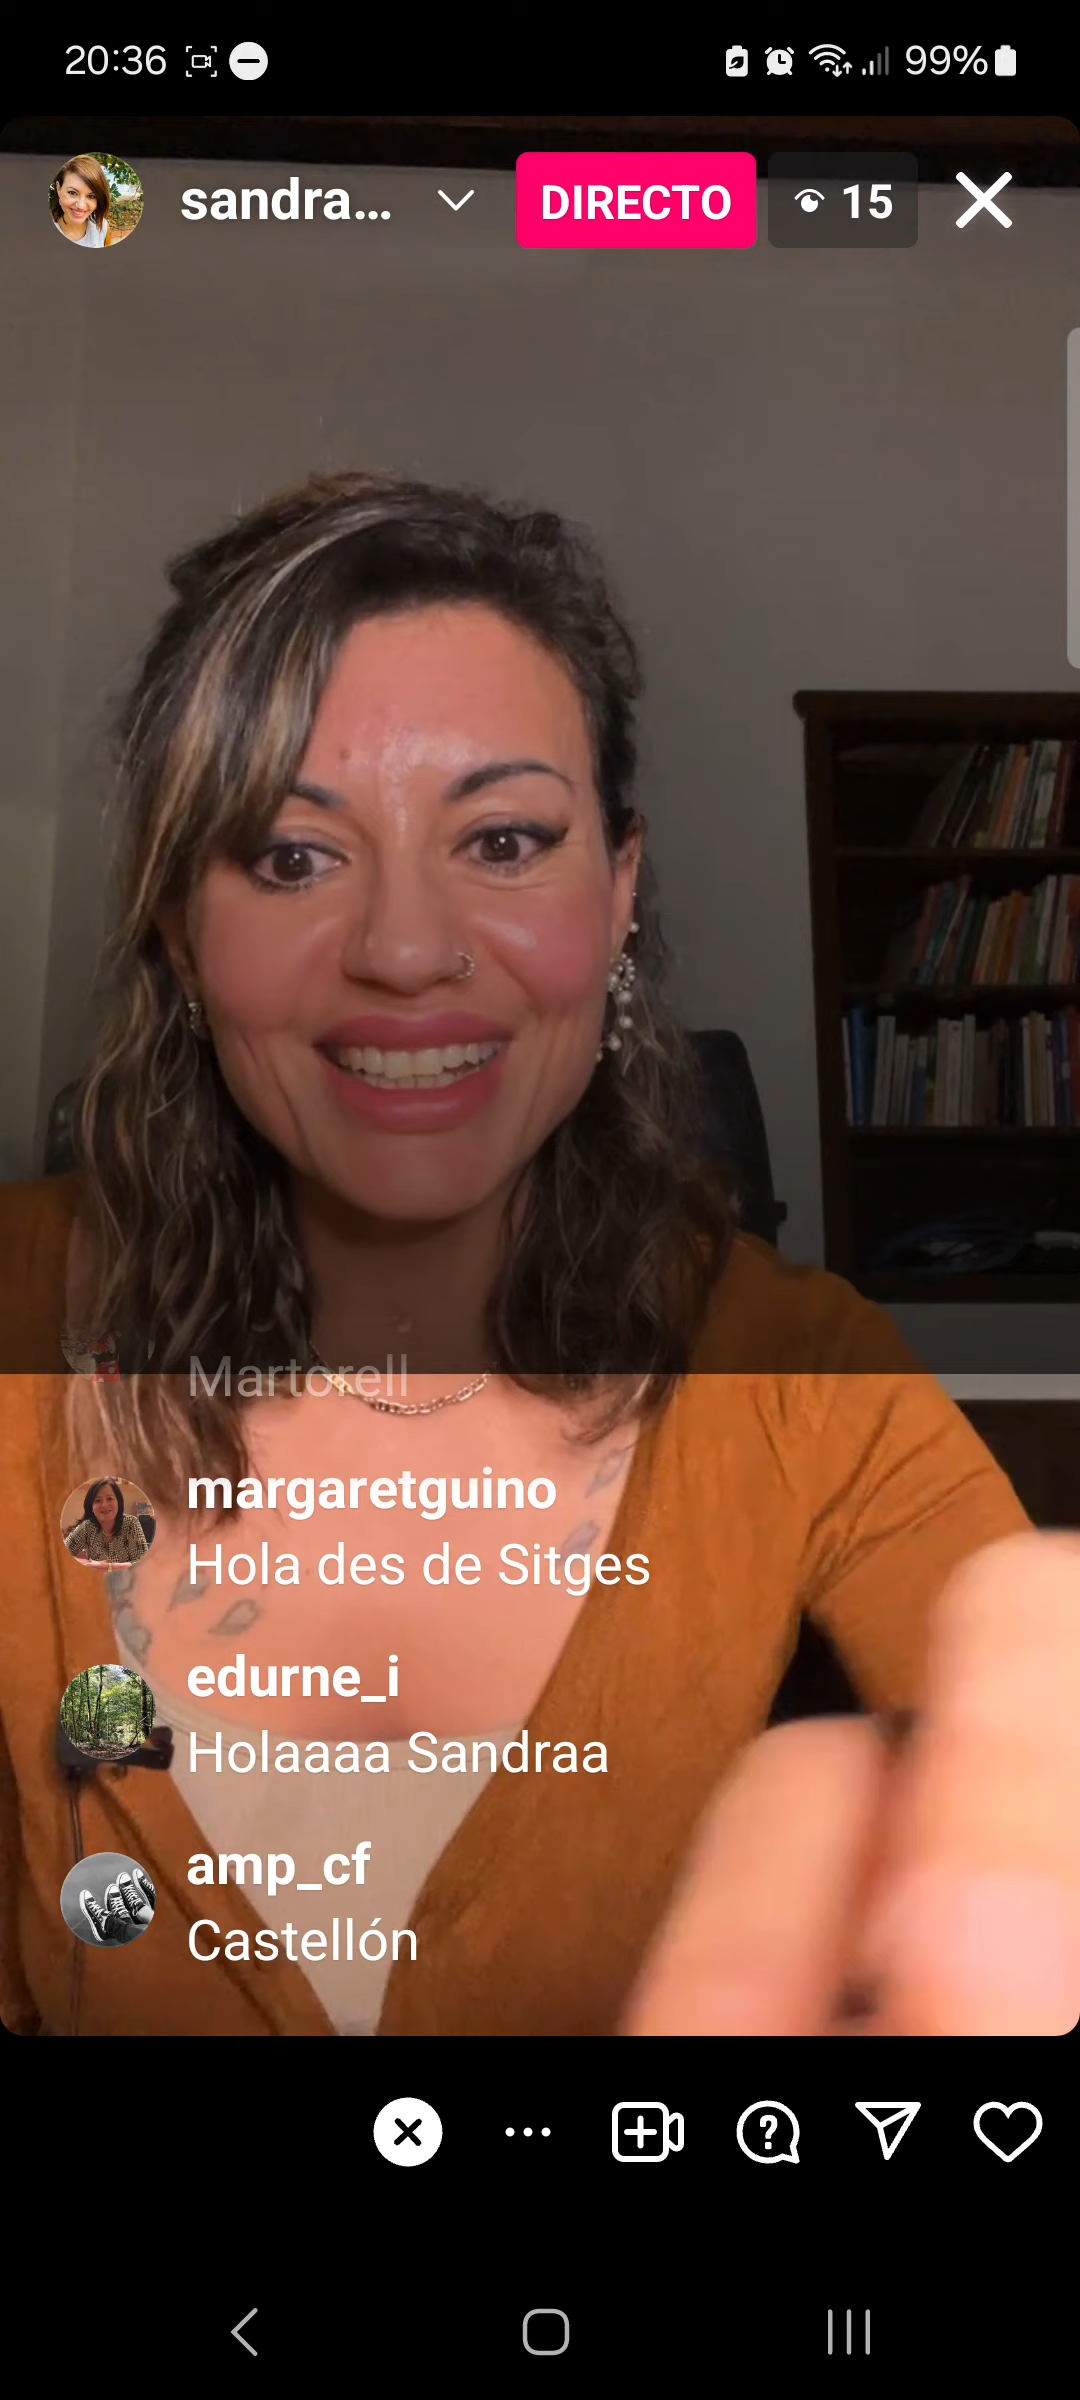 20:36
99%
sandra...
DIRECTO
15
Martorell
margaretguino
Hola des de Sitges
edurne_i
Holaaaa Sandraa
amp_cf
Castellón